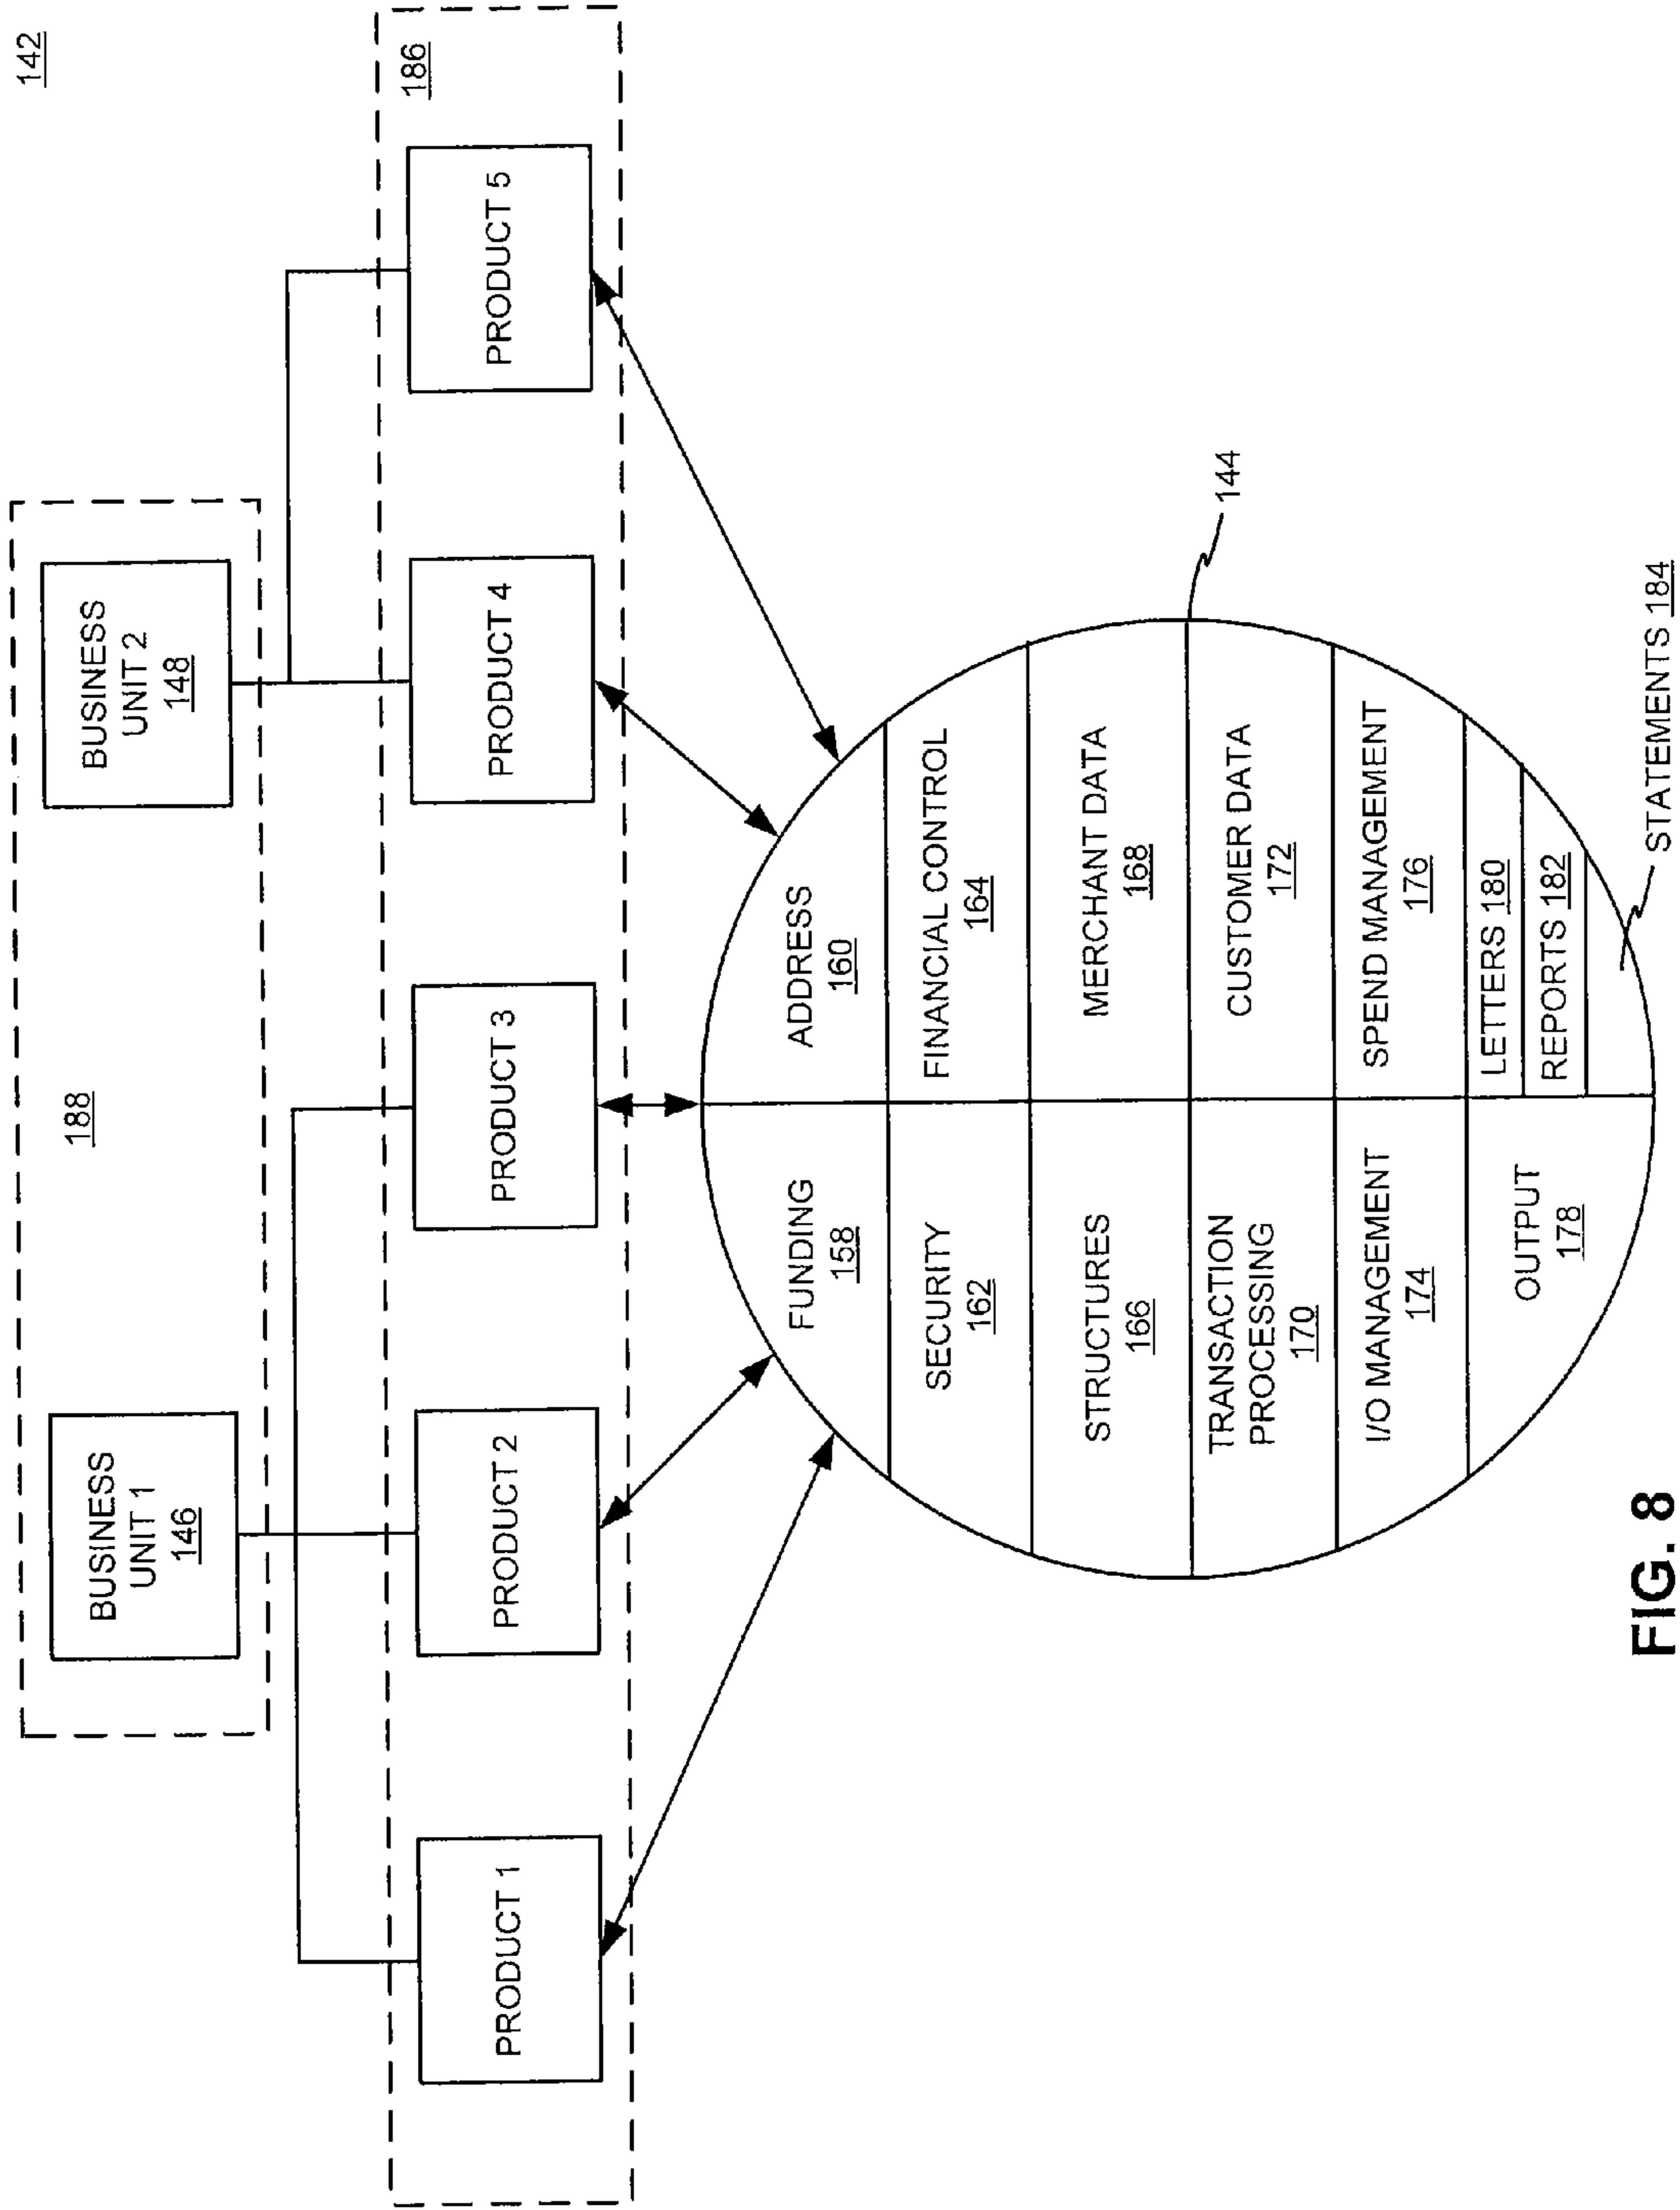 142
188
BUSINESS
UNIT 1
146
BUSINESS
UNIT 2
148
186
PRODUCT 1
PRODUCT 2
PRODUCT 3
PRODUCT 4
PRODUCT 5
144
FUNDING
158
ADDRESS
160
SECURITY
162
FINANCIAL CONTROL
164
STRUCTURES
166
MERCHANT DATA
168
TRANSACTION
PROCESSING
170
CUSTOMER DATA
172
I/O MANAGEMENT
174
SPEND MANAGEMENT
176
OUTPUT
178
LETTERS 180
REPORTS 182
STATEMENTS 184
FIG. 8